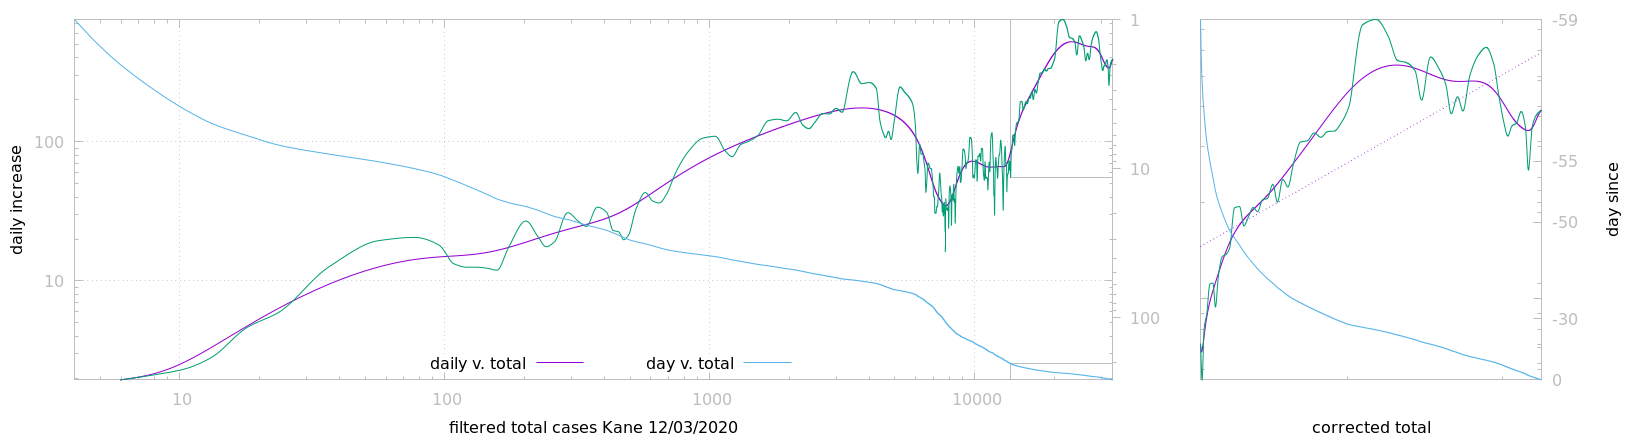 daily increase
100
10
10
100
1000
10000
filtered total cases Kane 12/03/2020
daily v. total
day v. total
1
10
100
-59
-55
-50
-30
0
day since
corrected total